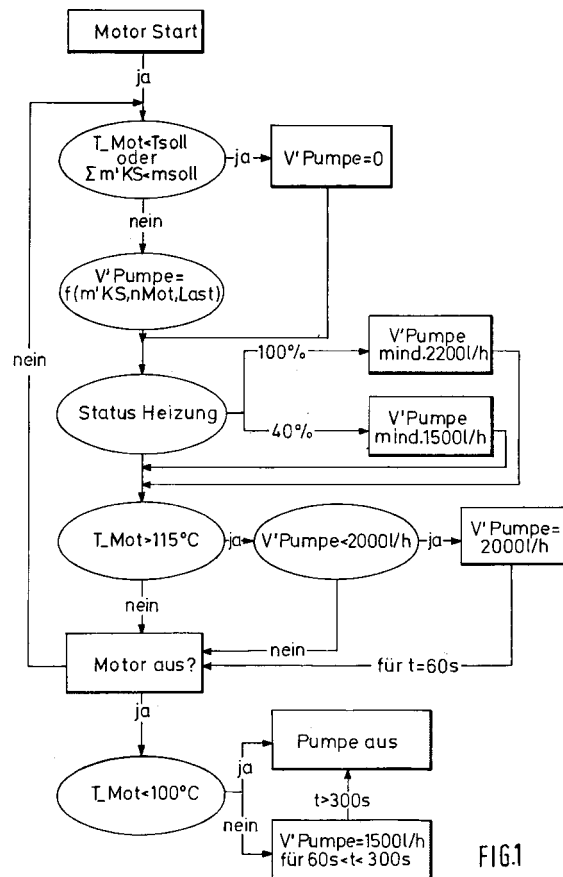 Motor Start
ja
T_Mot<Tsoll
oder
Σm'KS<msoll
ja
V'Pumpe=0
nein
V'Pumpe=
f(m'KS,nMot,Last)
nein
100%
V'Pumpe
mind.2200l/h
Status Heizung
40%
V'Pumpe
mind.1500l/h
T_Mot>115°C
ja
V'Pumpe<2000l/h
ja
V'Pumpe=
2000l/h
nein
nein
Motor aus?
für t=60s
ja
Pumpe aus
T_Mot<100°C
ja
nein
t>300s
V'Pumpe=1500l/h
für 60s<t<300s
FIG.1